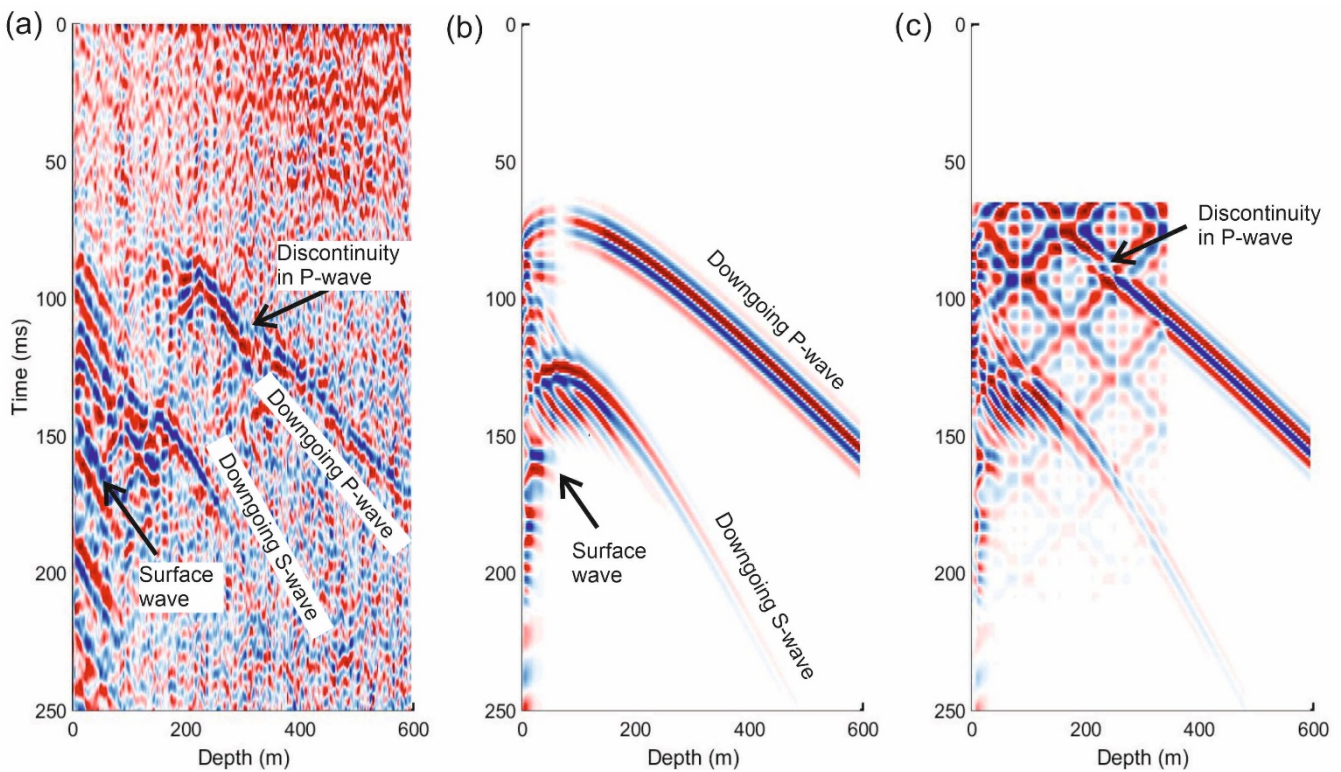 (a)
0
50
100
150
200
250
Time (ms)
0
200
400
600
Depth (m)
Discontinuity
in P-wave
Downgoing P-wave
Downgoing S-wave
Surface
wave
(b)
0
50
100
150
200
250
0
200
400
600
Depth (m)
Downgoing P-wave
Downgoing S-wave
Surface
wave
(c)
0
50
100
150
200
250
0
200
400
600
Depth (m)
Discontinuity
in P-wave